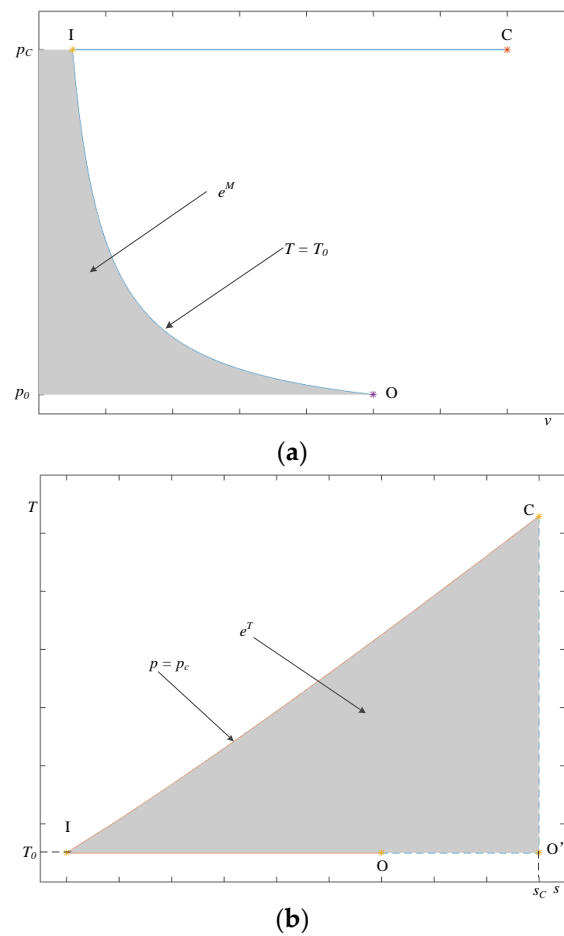 I
C
p_C
e^M
T = T_0
p_0
O
v
(a)
T
C
e^T
p = p_c
I
T_0
O
O'
s_C s
(b)